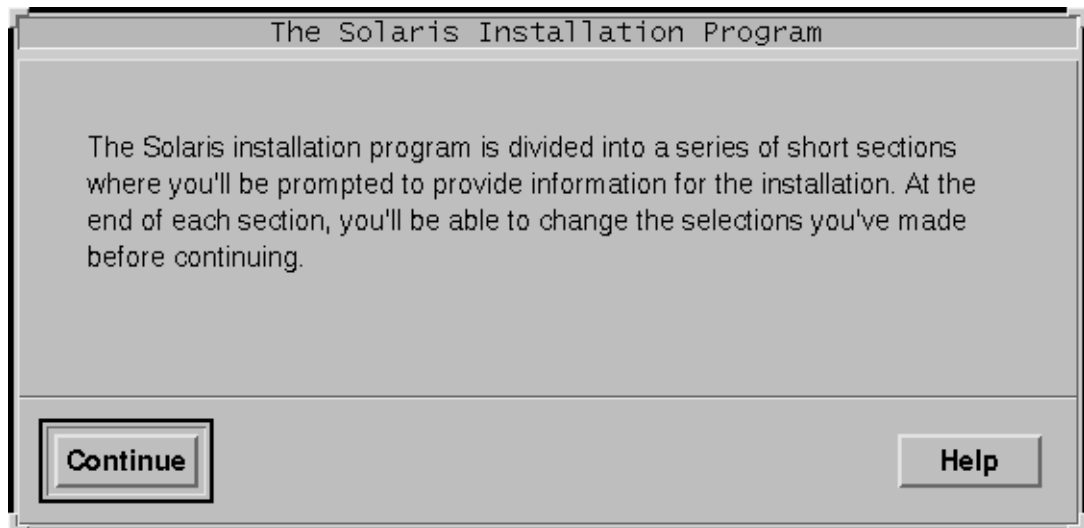 The Solaris Installation Program
The Solaris installation program is divided into a series of short sections
where you'll be prompted to provide information for the installation. At the
end of each section, you'll be able to change the selections you've made
before continuing.
Continue
Help